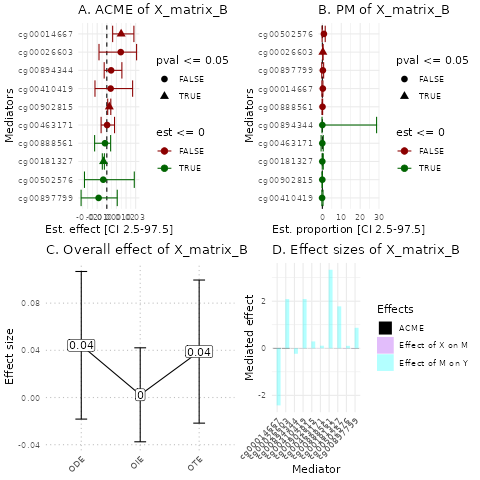 A. ACME of X_matrix_B
Mediators
cg00014667
cg00026603
cg00894344
cg00410419
cg00902815
cg00463171
cg00888561
cg00181327
cg00502576
cg00897799
Est. effect [CI 2.5-97.5]
pval <= 0.05
FALSE
TRUE
est <= 0
FALSE
TRUE
B. PM of X_matrix_B
Mediators
cg00502576
cg00026603
cg00897799
cg00014667
cg00888561
cg00894344
cg00463171
cg00181327
cg00902815
cg00410419
0 10 20 30
Est. proportion [CI 2.5-97.5]
pval <= 0.05
FALSE
TRUE
est <= 0
FALSE
TRUE
C. Overall effect of X_matrix_B
Effect size
0.08
0.04
0.00
-0.04
0.04
0
0.04
ODE
OIE
OTE
D. Effect sizes of X_matrix_B
Mediated effect
2
0
-2
cg00014667
cg00897799
Mediator
Effects
ACME
Effect of X on M
Effect of M on Y